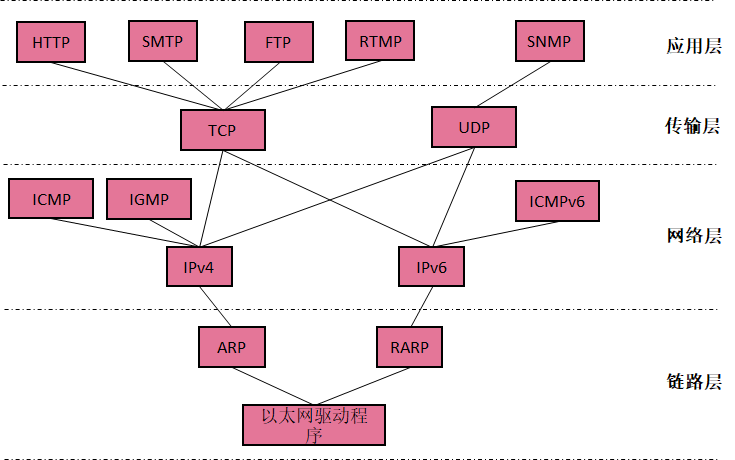 HTTP
SMTP
FTP
RTMP
SNMP
应用层
TCP
UDP
传输层
ICMP
IGMP
ICMPv6
网络层
IPv4
IPv6
ARP
RARP
链路层
以太网驱动程
序